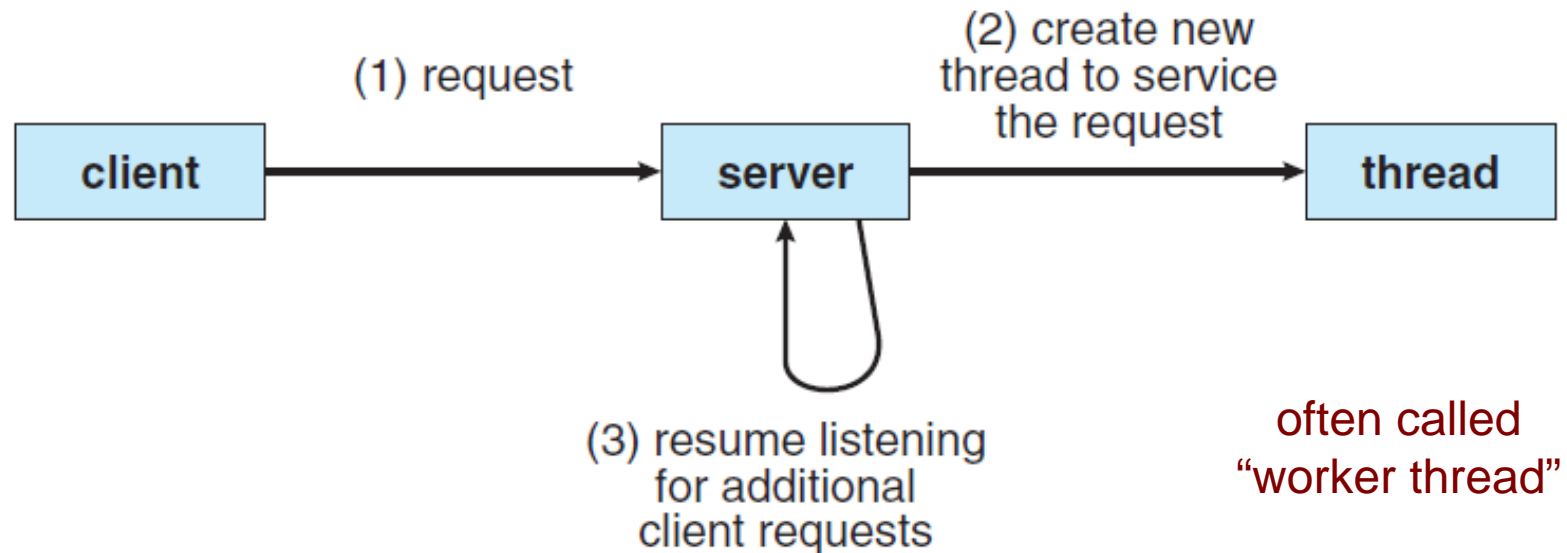 (1) request
(2) create new
thread to service
the request
client
server
thread
(3) resume listening
for additional
client requests
often called
“worker thread”